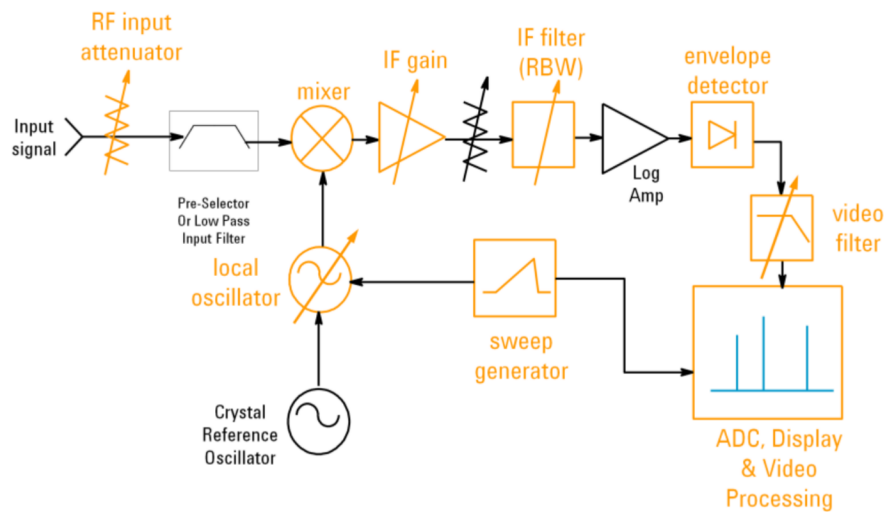 RF input
attenuator
IF gain
IF filter
(RBW)
envelope
detector
mixer
Input
signal
Log
Amp
Pre-Selector
Or Low Pass
Input Filter
video
filter
local
oscillator
sweep
generator
Crystal
Reference
Oscillator
ADC, Display
& Video
Processing